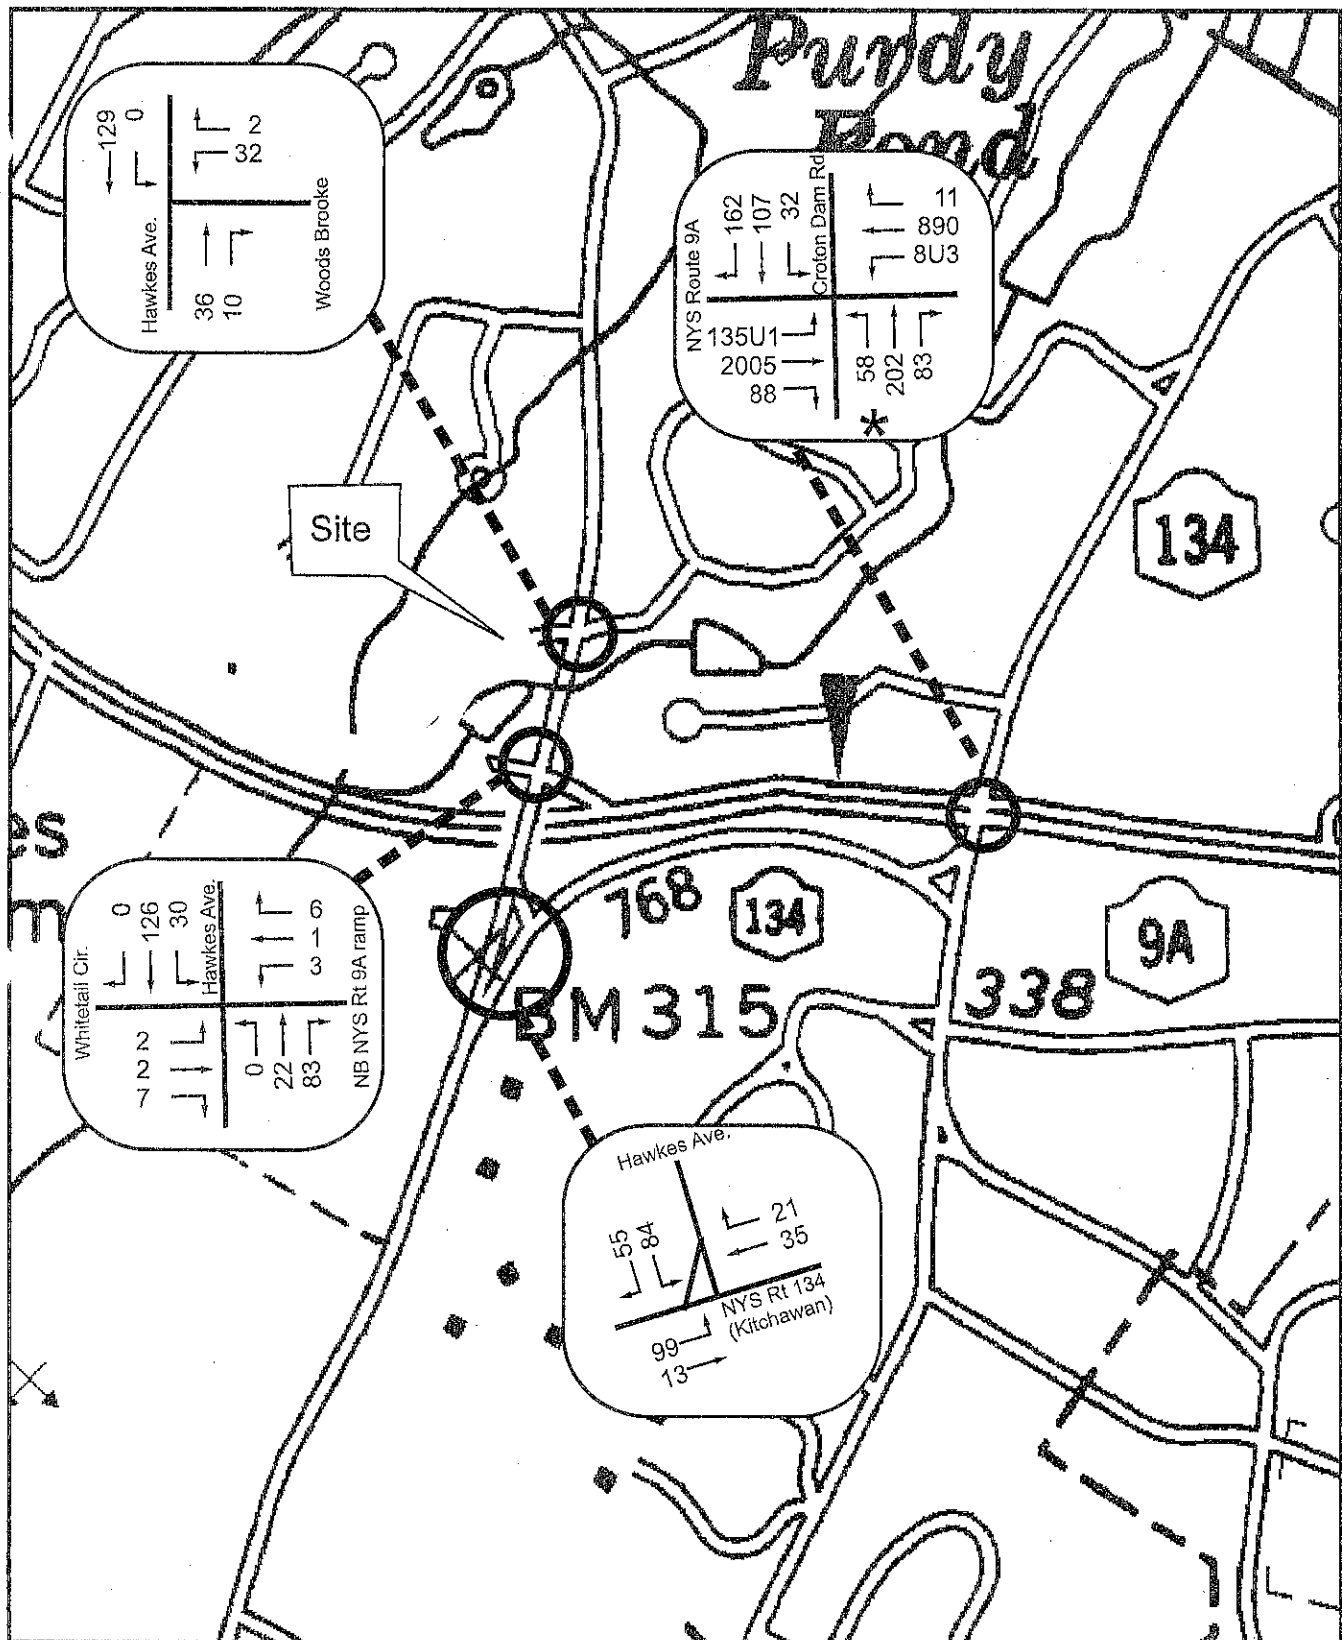 Purdy
Pond
129
0
2
32
Hawkes Ave.
36
10
Woods Brooke
NYS Route 9A
162
107
32
Croton Dam Rd
11
890
8U3
135U1
2005
88
58
202
83
*
Site
134
es
m
Whitetail Cir.
0
126
30
Hawkes Ave.
6
1
3
2
2
7
0
22
83
NB NYS Rt 9A ramp
768
134
9A
BM 315
338
Hawkes Ave.
55
84
21
35
99
13
NYS Rt 134
(Kitchawan)